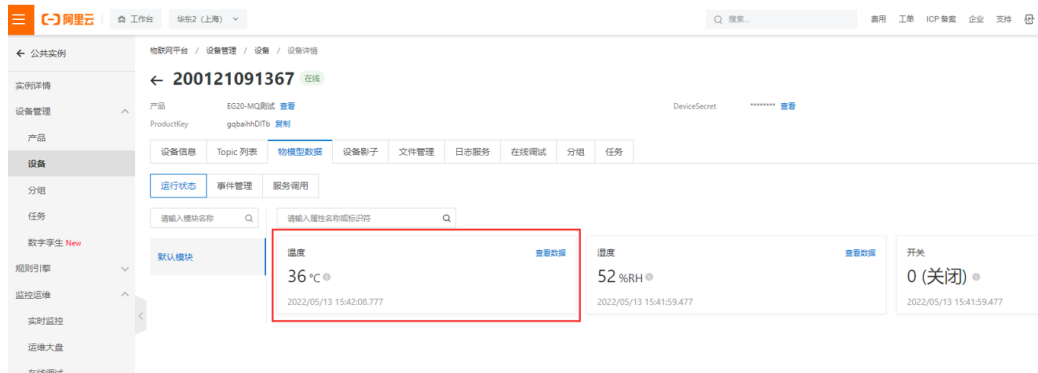 阿里云 工作台 华东2 (上海) 搜索... 费用 工单 ICP 备案 企业 支持
公共实例
物联网平台 / 设备管理 / 设备 / 设备详情
200121091367 在线
实例详情
产品 EG20-MQ测试 查看 DeviceSecret ******** 查看
设备管理
ProductKey gqbaihhDlTb 复制
产品
设备信息 Topic 列表 物模型数据 设备影子 文件管理 日志服务 在线调试 分组 任务
设备
运行状态 事件管理 服务调用
分组
任务
请输入模块名称 请输入属性名称或标识符
数字孪生 New
默认模块
温度 查看数据
36 °C
2022/05/13 15:42:08.777
湿度 查看数据
52 %RH
2022/05/13 15:41:59.477
开关
0 (关闭)
2022/05/13 15:41:59.477
规则引擎
监控运维
实时监控
运维大盘
在线调试